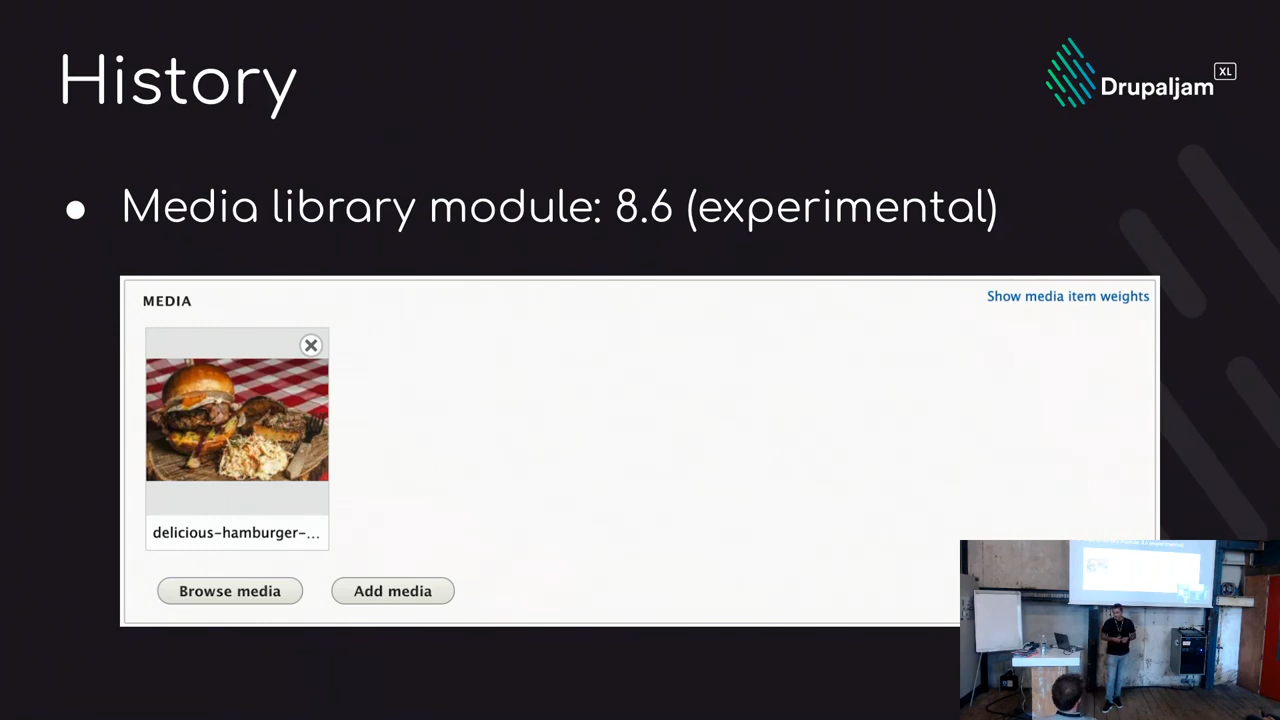 History
XL
Drupaljam
● Media library module: 8.6 (experimental)
MEDIA
Show media item weights
delicious-hamburger-...
Browse media
Add media